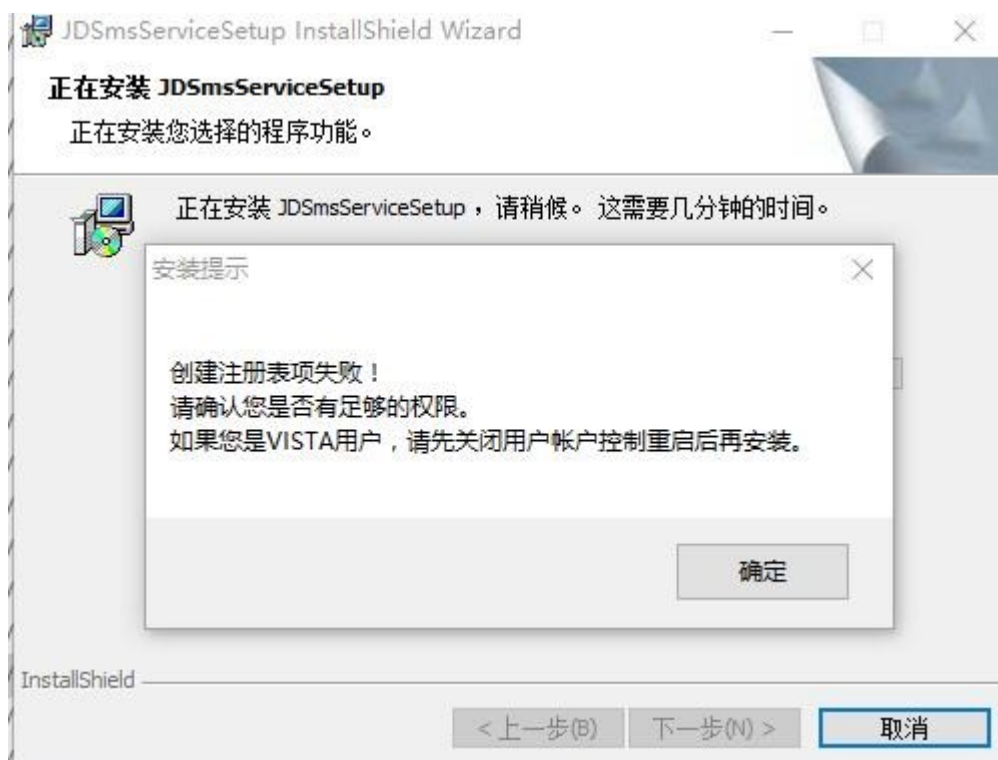 JDSmsServiceSetup InstallShield Wizard
正在安装 JDSmsServiceSetup
正在安装您选择的程序功能。
正在安装 JDSmsServiceSetup，请稍候。 这需要几分钟的时间。
安装提示
创建注册表项失败！
请确认您是否有足够的权限。
如果您是VISTA用户，请先关闭用户帐户控制重启后再安装。
确定
InstallShield
<上一步(B)
下一步(N) >
取消